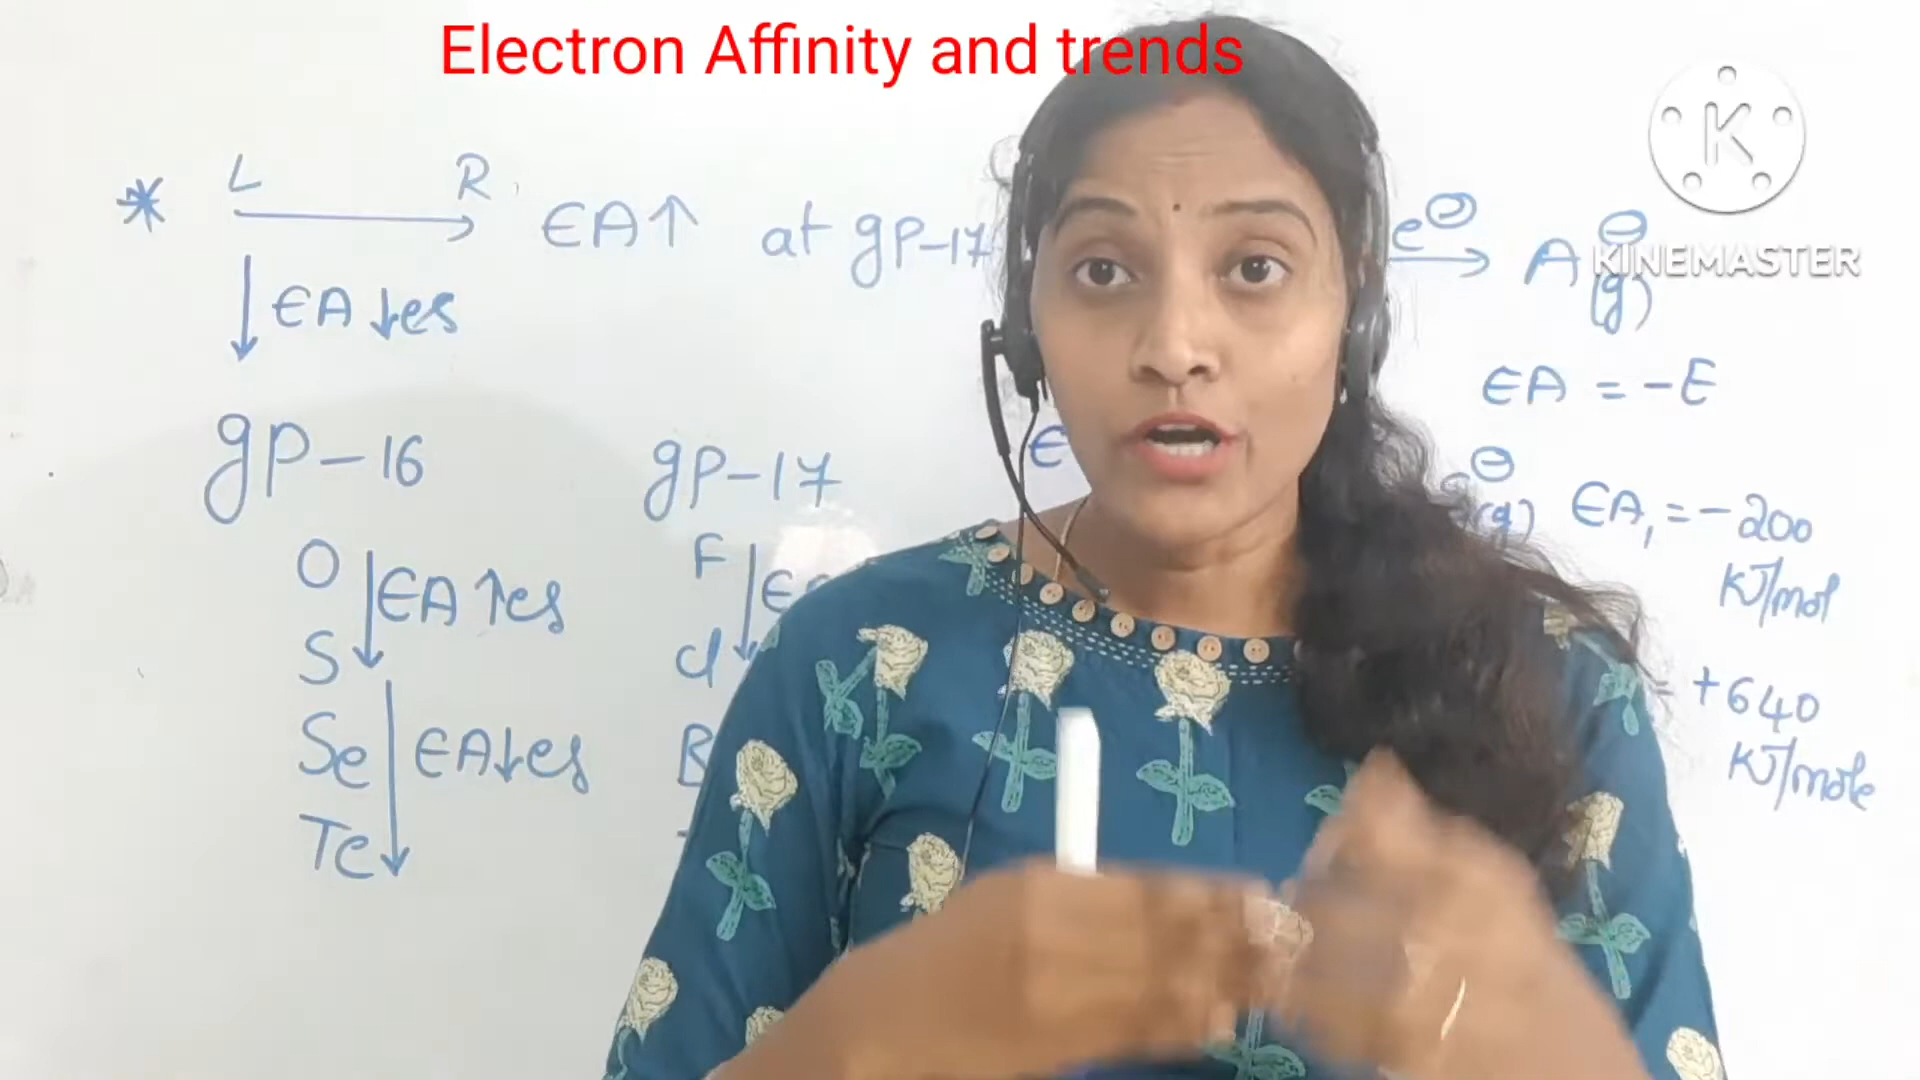 Electron Affinity and trends
KINEMASTER
* L → R EA↑ at gp-17
↓ EA ↓es
e⊖ → A⊖(g)
EA = -E
gp-16
O ↓ EA ↑es
S
Se ↓ EA↓es
Te
gp-17
F ↓
Cl
B
⊖(g) EA₁ = -200
KJ/mol
= +640
KJ/mole